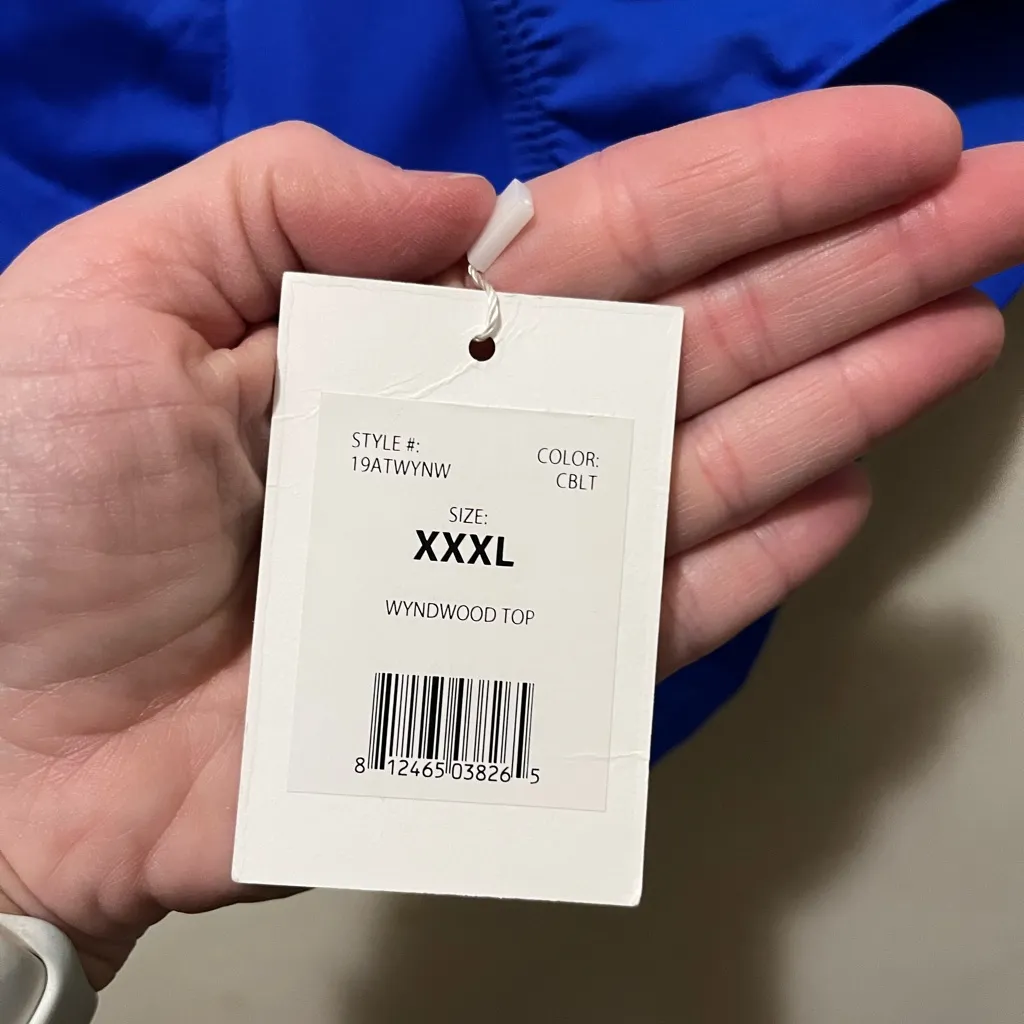 STYLE #:
19ATWYNW
COLOR:
CBLT
SIZE:
XXXL
WYNDWOOD TOP
8 12465 03826 5